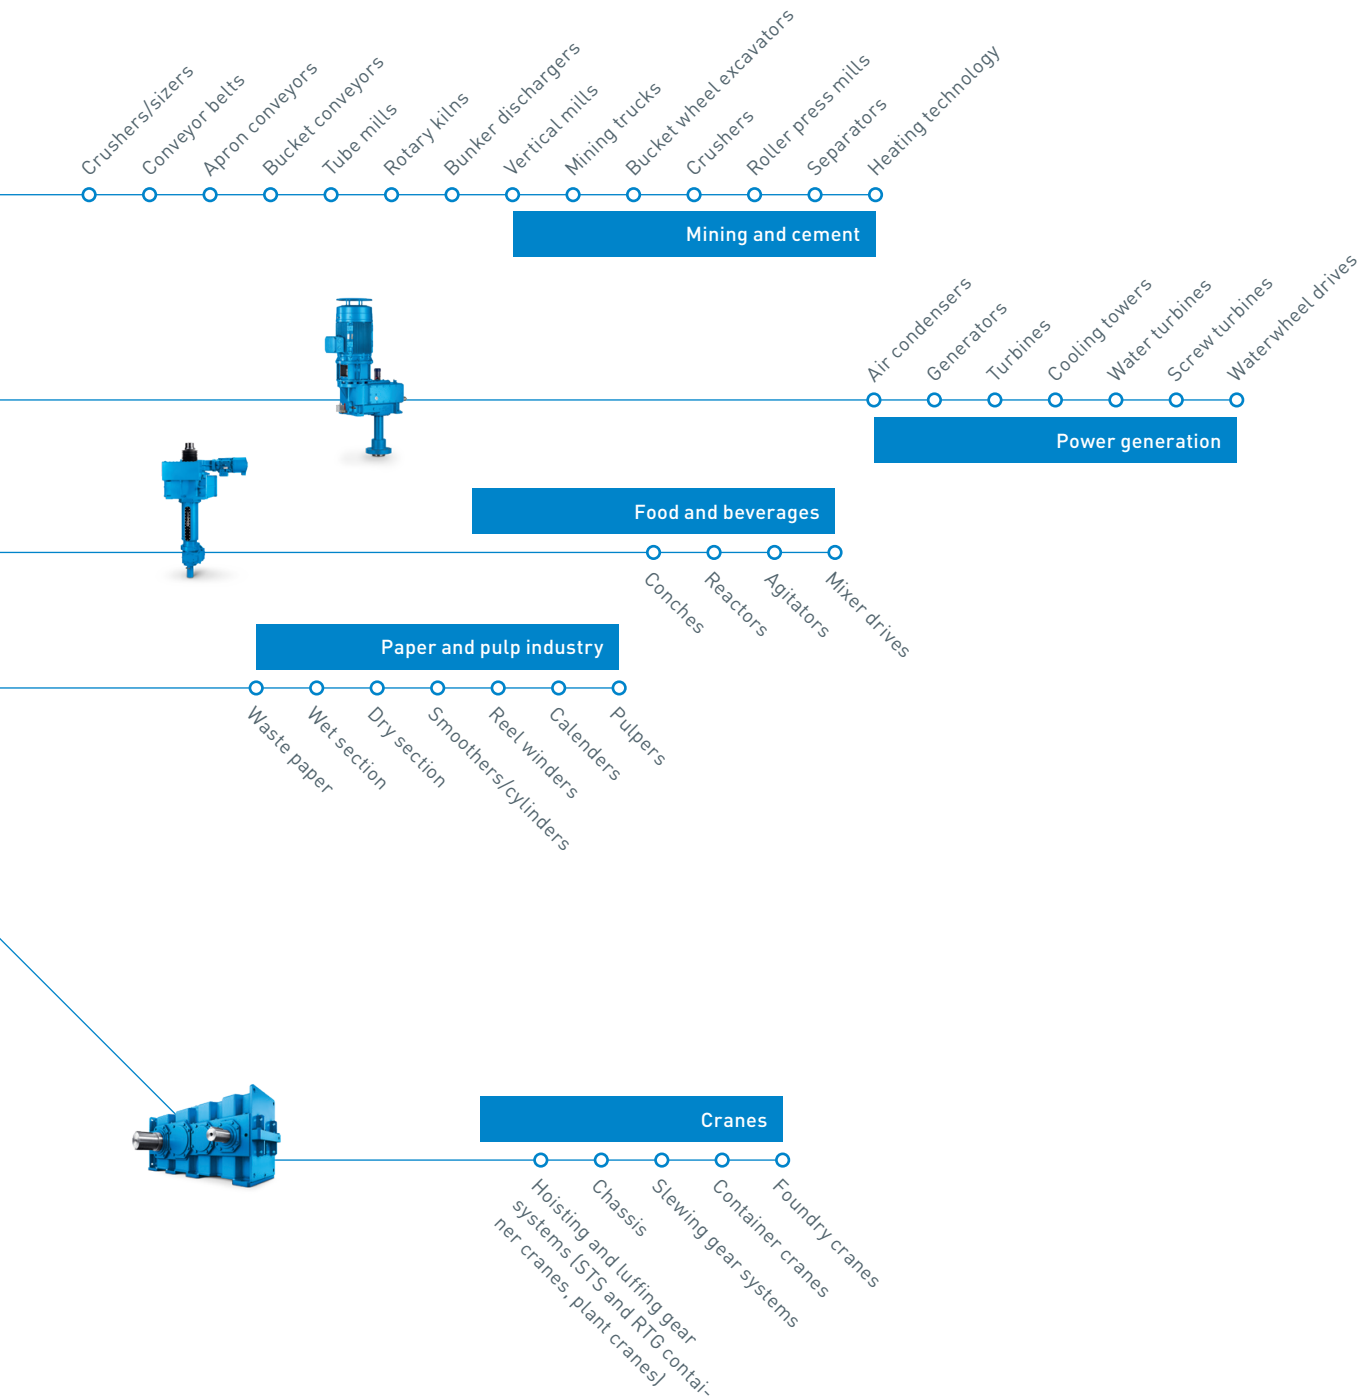 Crushers/sizers
Conveyor belts
Apron conveyors
Bucket conveyors
Tube mills
Rotary kilns
Bunker dischargers
Vertical mills
Mining trucks
Bucket wheel excavators
Crushers
Roller press mills
Separators
Heating technology
Mining and cement
Air condensers
Generators
Turbines
Cooling towers
Water turbines
Screw turbines
Waterwheel drives
Power generation
Food and beverages
Conches
Reactors
Agitators
Mixer drives
Paper and pulp industry
Waste paper
Wet section
Dry section
Smoothers/cylinders
Reel winders
Calenders
Pulpers
Cranes
Hoisting and luffing gear
systems (STS and RTG contai-
ner cranes, plant cranes)
Chassis
Slewing gear systems
Container cranes
Foundry cranes